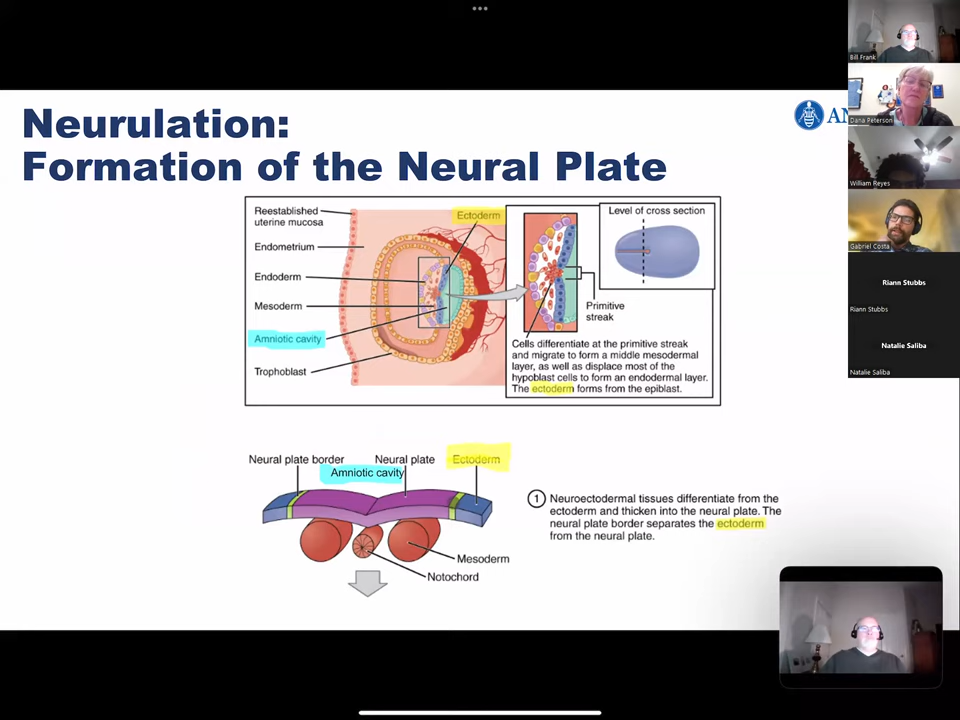 Neurulation:
Formation of the Neural Plate
Reestablished
uterine mucosa
Endometrium
Endoderm
Mesoderm
Amniotic cavity
Trophoblast
Ectoderm
Level of cross section
Primitive
streak
Cells differentiate at the primitive streak
and migrate to form a middle mesodermal
layer, as well as displace most of the
hypoblast cells to form an endodermal layer.
The ectoderm forms from the epiblast.
Neural plate border
Neural plate
Ectoderm
Amniotic cavity
Mesoderm
Notochord
1 Neuroectodermal tissues differentiate from the
ectoderm and thicken into the neural plate. The
neural plate border separates the ectoderm
from the neural plate.
Bill Frank
Dana Peterson
William Reyes
Gabriel Costa
Riann Stubbs
Riann Stubbs
Natalie Saliba
Natalie Saliba